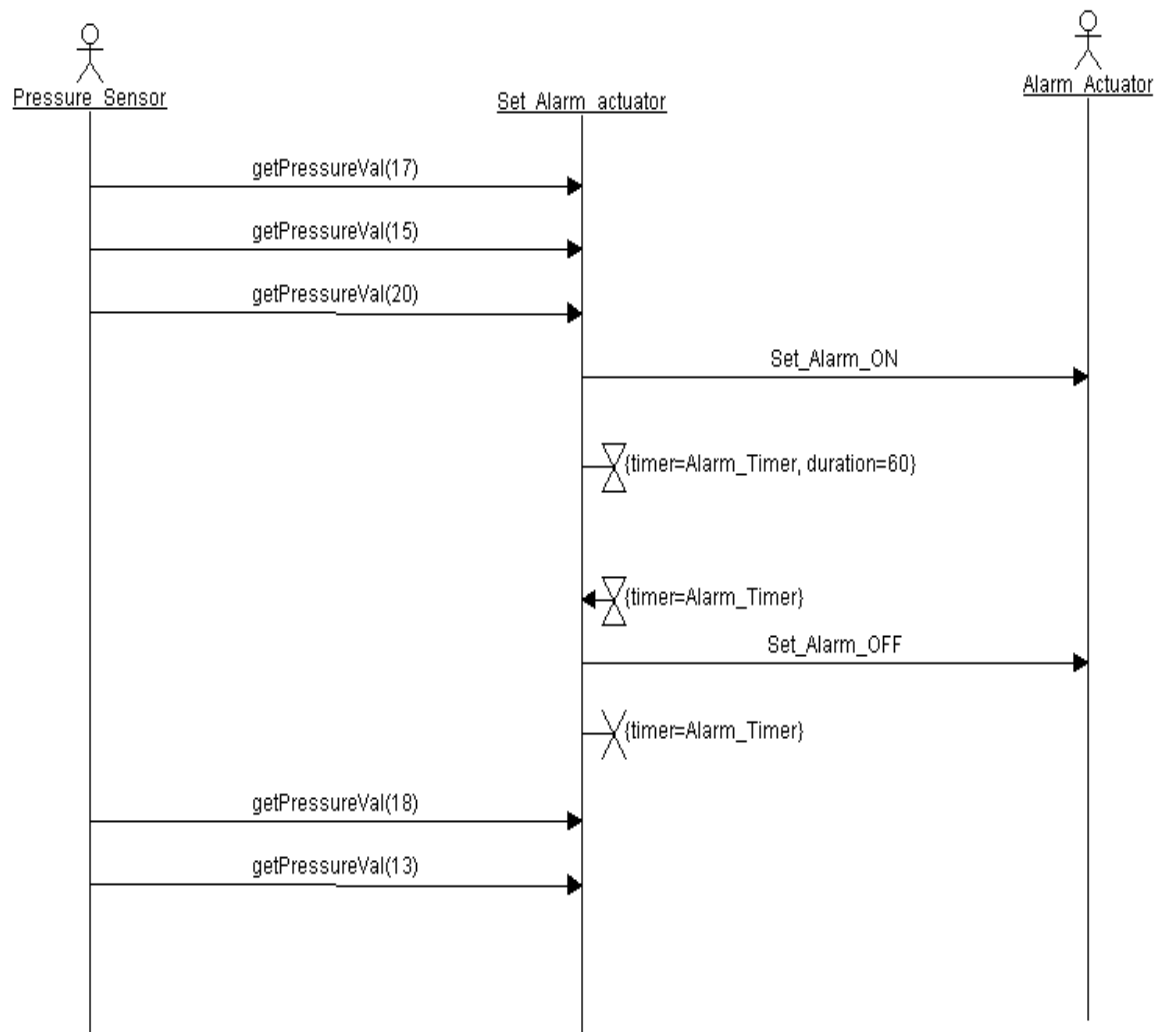 Pressure_Sensor
Set_Alarm_actuator
Alarm_Actuator
getPressureVal(17)
getPressureVal(15)
getPressureVal(20)
Set_Alarm_ON
{timer=Alarm_Timer, duration=60}
{timer=Alarm_Timer}
Set_Alarm_OFF
{timer=Alarm_Timer}
getPressureVal(18)
getPressureVal(13)